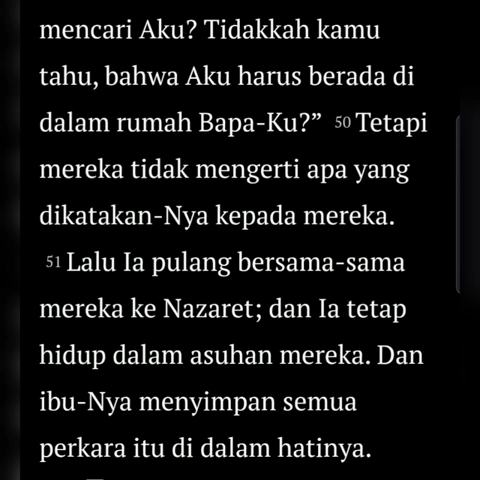 mencari Aku? Tidakkah kamu
tahu, bahwa Aku harus berada di
dalam rumah Bapa-Ku?” 50 Tetapi
mereka tidak mengerti apa yang
dikatakan-Nya kepada mereka.
51 Lalu Ia pulang bersama-sama
mereka ke Nazaret; dan Ia tetap
hidup dalam asuhan mereka. Dan
ibu-Nya menyimpan semua
perkara itu di dalam hatinya.